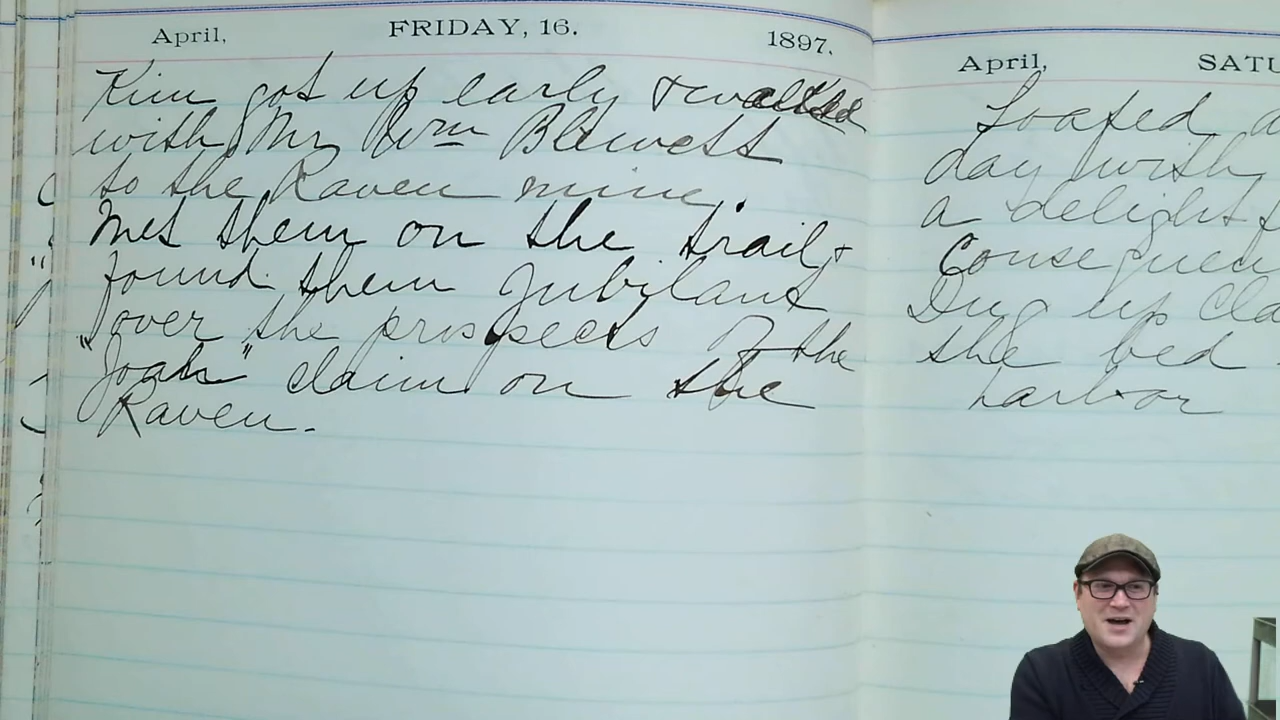 April, FRIDAY, 16. 1897.
Kim got up early & walked
with Mr Wm Blewett
to the Raven mine.
Met them on the trail &
found them jubilant
over the prospects of the
"Joah" claim on the
Raven.
April, SATU
Loafed a
day with
a delightf
Consequen
Dug up cla
the bed
harbor